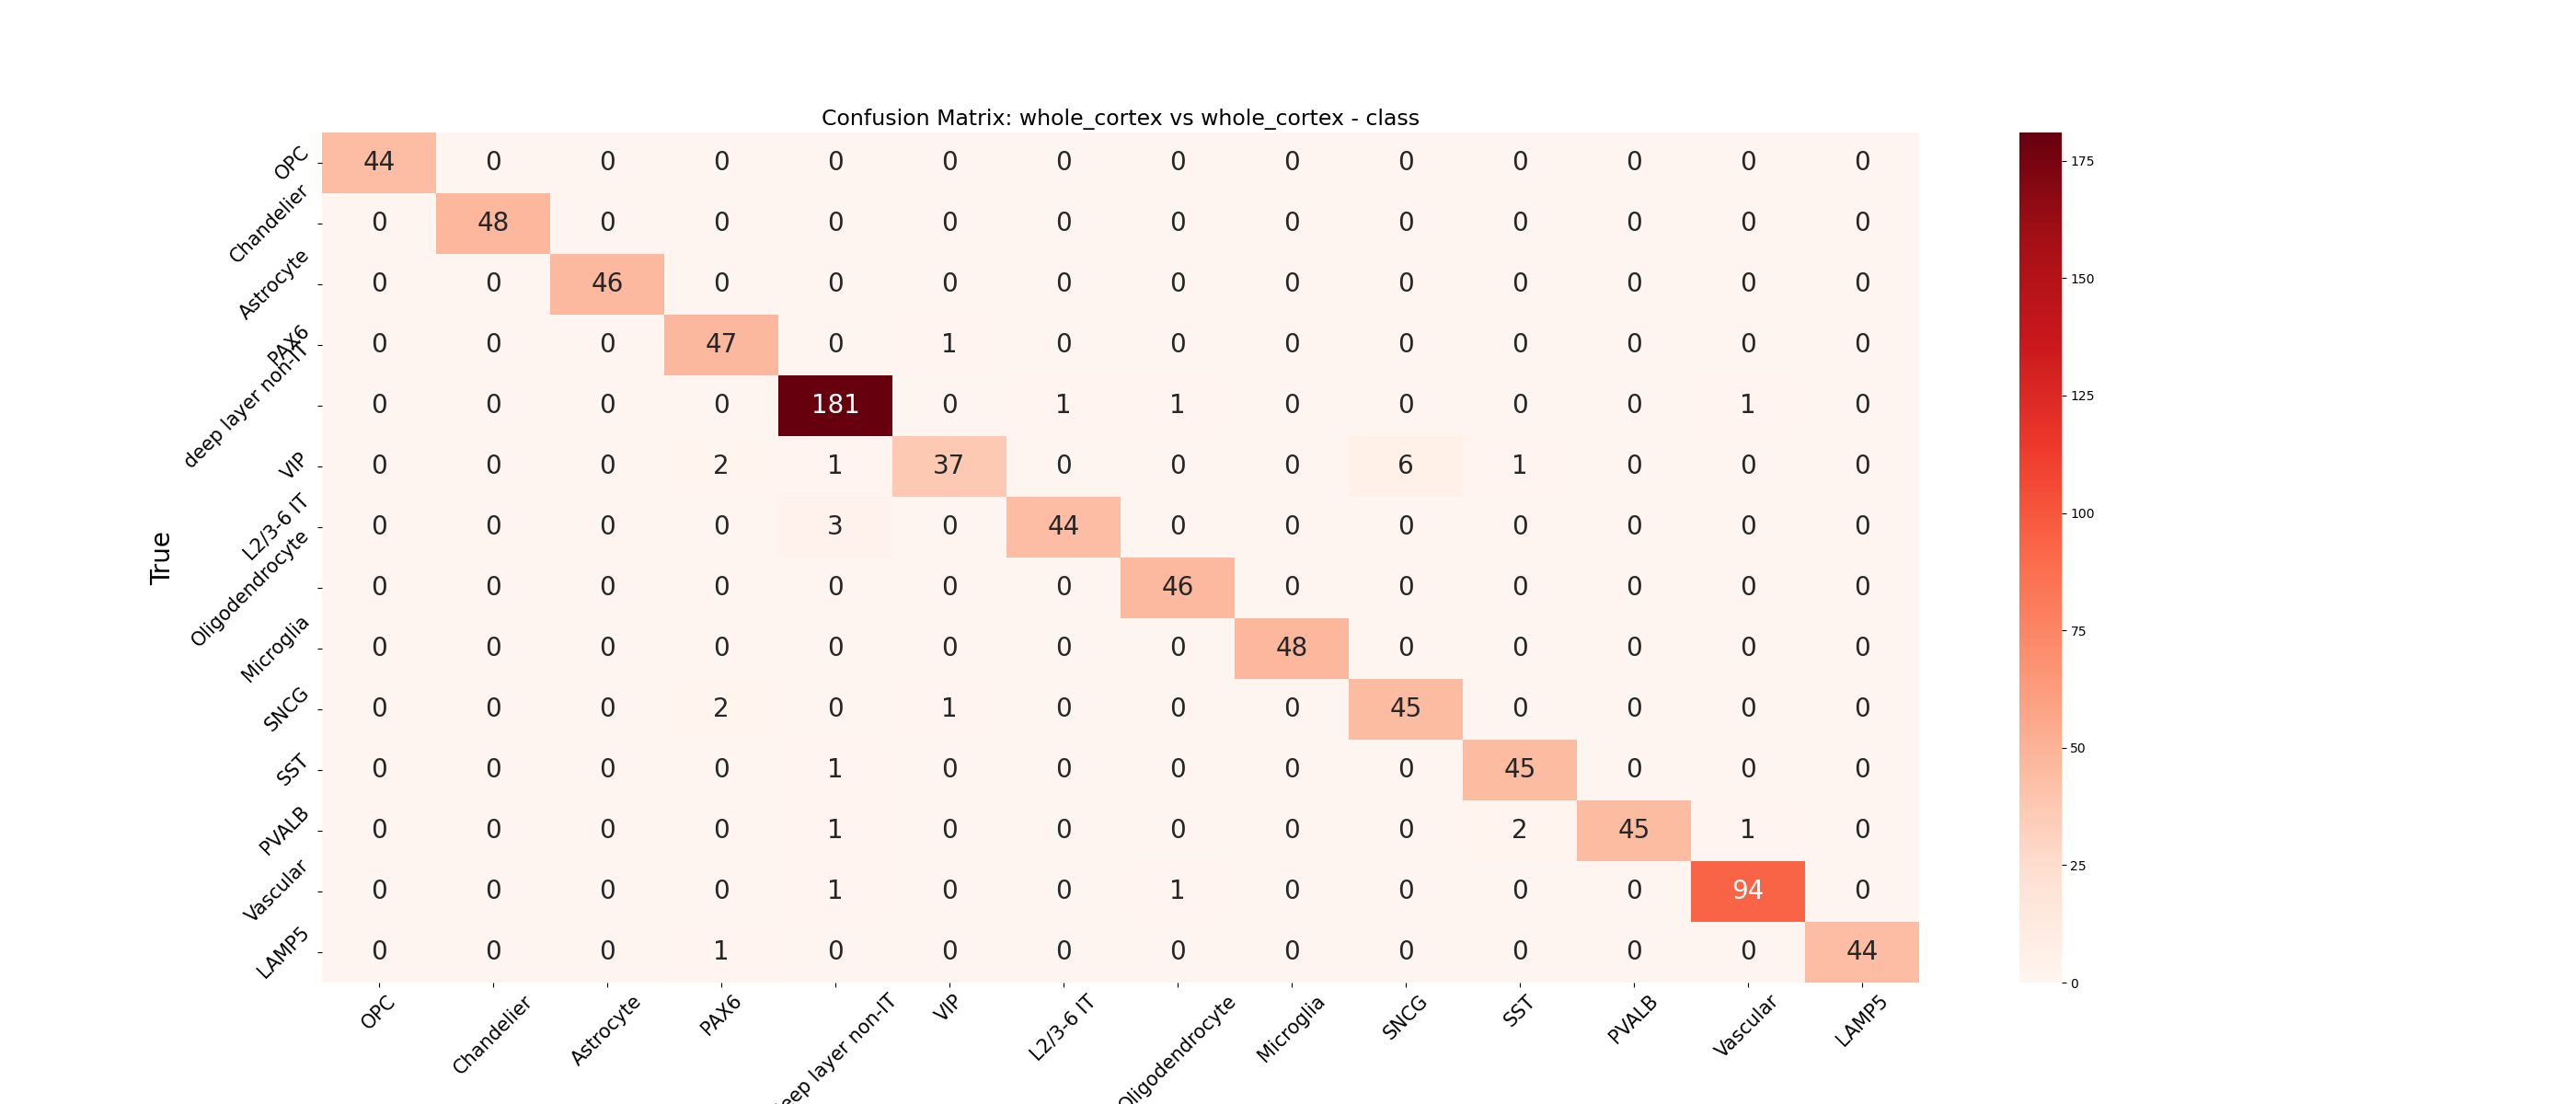 Confusion Matrix: whole_cortex vs whole_cortex - class
True
OPC 44 0 0 0 0 0 0 0 0 0 0 0 0 0
Chandelier 0 48 0 0 0 0 0 0 0 0 0 0 0 0
Astrocyte 0 0 46 0 0 0 0 0 0 0 0 0 0 0
PAX6 0 0 0 47 0 1 0 0 0 0 0 0 0 0
deep layer non-IT 0 0 0 0 181 0 1 1 0 0 0 0 1 0
VIP 0 0 0 2 1 37 0 0 0 6 1 0 0 0
L2/3-6 IT 0 0 0 0 3 0 44 0 0 0 0 0 0 0
Oligodendrocyte 0 0 0 0 0 0 0 46 0 0 0 0 0 0
Microglia 0 0 0 0 0 0 0 0 48 0 0 0 0 0
SNCG 0 0 0 2 0 1 0 0 0 45 0 0 0 0
SST 0 0 0 0 1 0 0 0 0 0 45 0 0 0
PVALB 0 0 0 0 1 0 0 0 0 0 2 45 1 0
Vascular 0 0 0 0 1 0 0 1 0 0 0 0 94 0
LAMP5 0 0 0 1 0 0 0 0 0 0 0 0 0 44
OPC Chandelier Astrocyte PAX6 eep layer non-IT VIP L2/3-6 IT Oligodendrocyte Microglia SNCG SST PVALB Vascular LAMP5
175
150
125
100
75
50
25
0